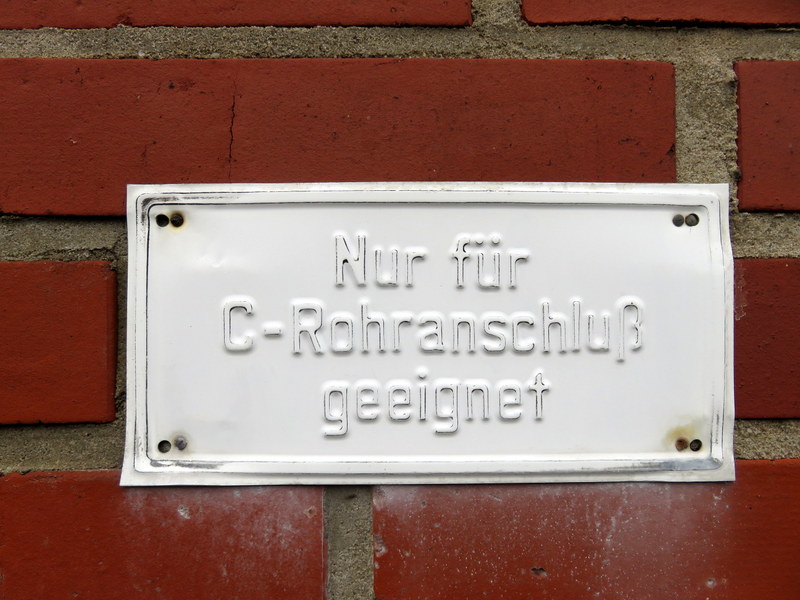 Nur für
C-Rohranschluß
geeignet